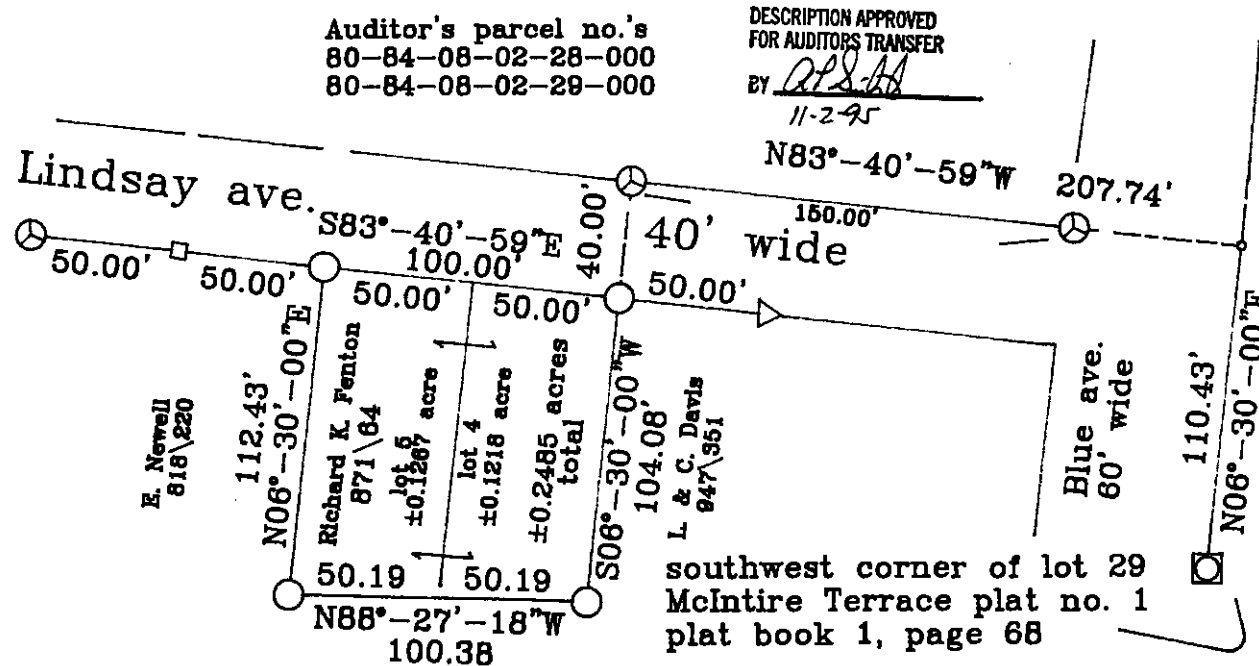 Auditor's parcel no.'s
80-84-08-02-28-000
80-84-08-02-29-000
DESCRIPTION APPROVED
FOR AUDITORS TRANSFER
BY
11-2-95
N83°-40'-59"W
207.74'
150.00'
Lindsay ave.
40' wide
S83°-40'-59"E
100.00'
40.00'
50.00'
50.00'
50.00'
50.00'
50.00'
E. Newell
818\220
112.43'
N06°-30'-00"E
Richard K. Fenton
871\64
lot 5
±0.1267 acre
lot 4
±0.1218 acre
±0.2485 acres
total
S06°-30'-00"W
104.08'
L. & C. Davis
947\351
Blue ave.
60' wide
110.43'
N06°-30'-00"E
50.19
50.19
N88°-27'-18"W
100.38
southwest corner of lot 29
McIntire Terrace plat no. 1
plat book 1, page 68